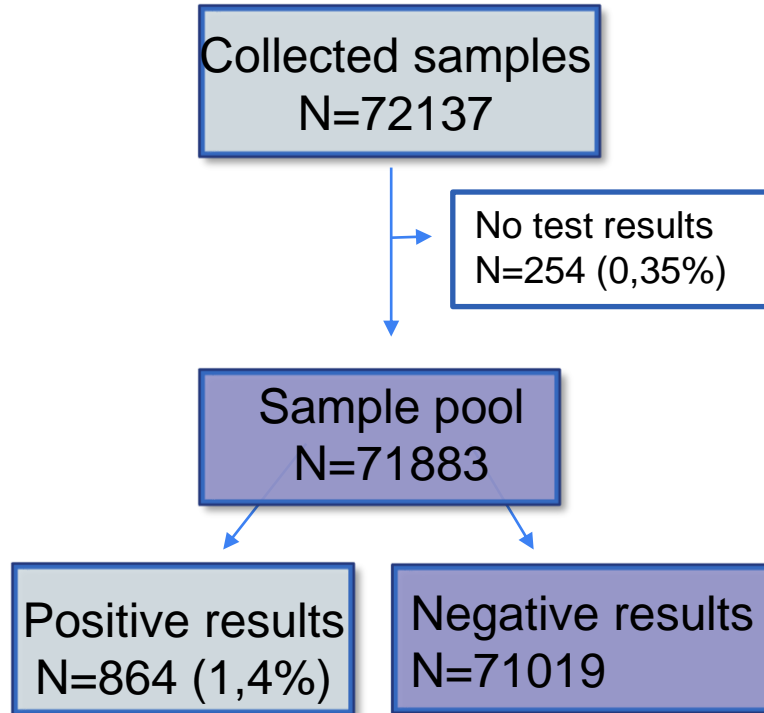 Collected samples
N=72137
No test results
N=254 (0,35%)
Sample pool
N=71883
Positive results
N=864 (1,4%)
Negative results
N=71019